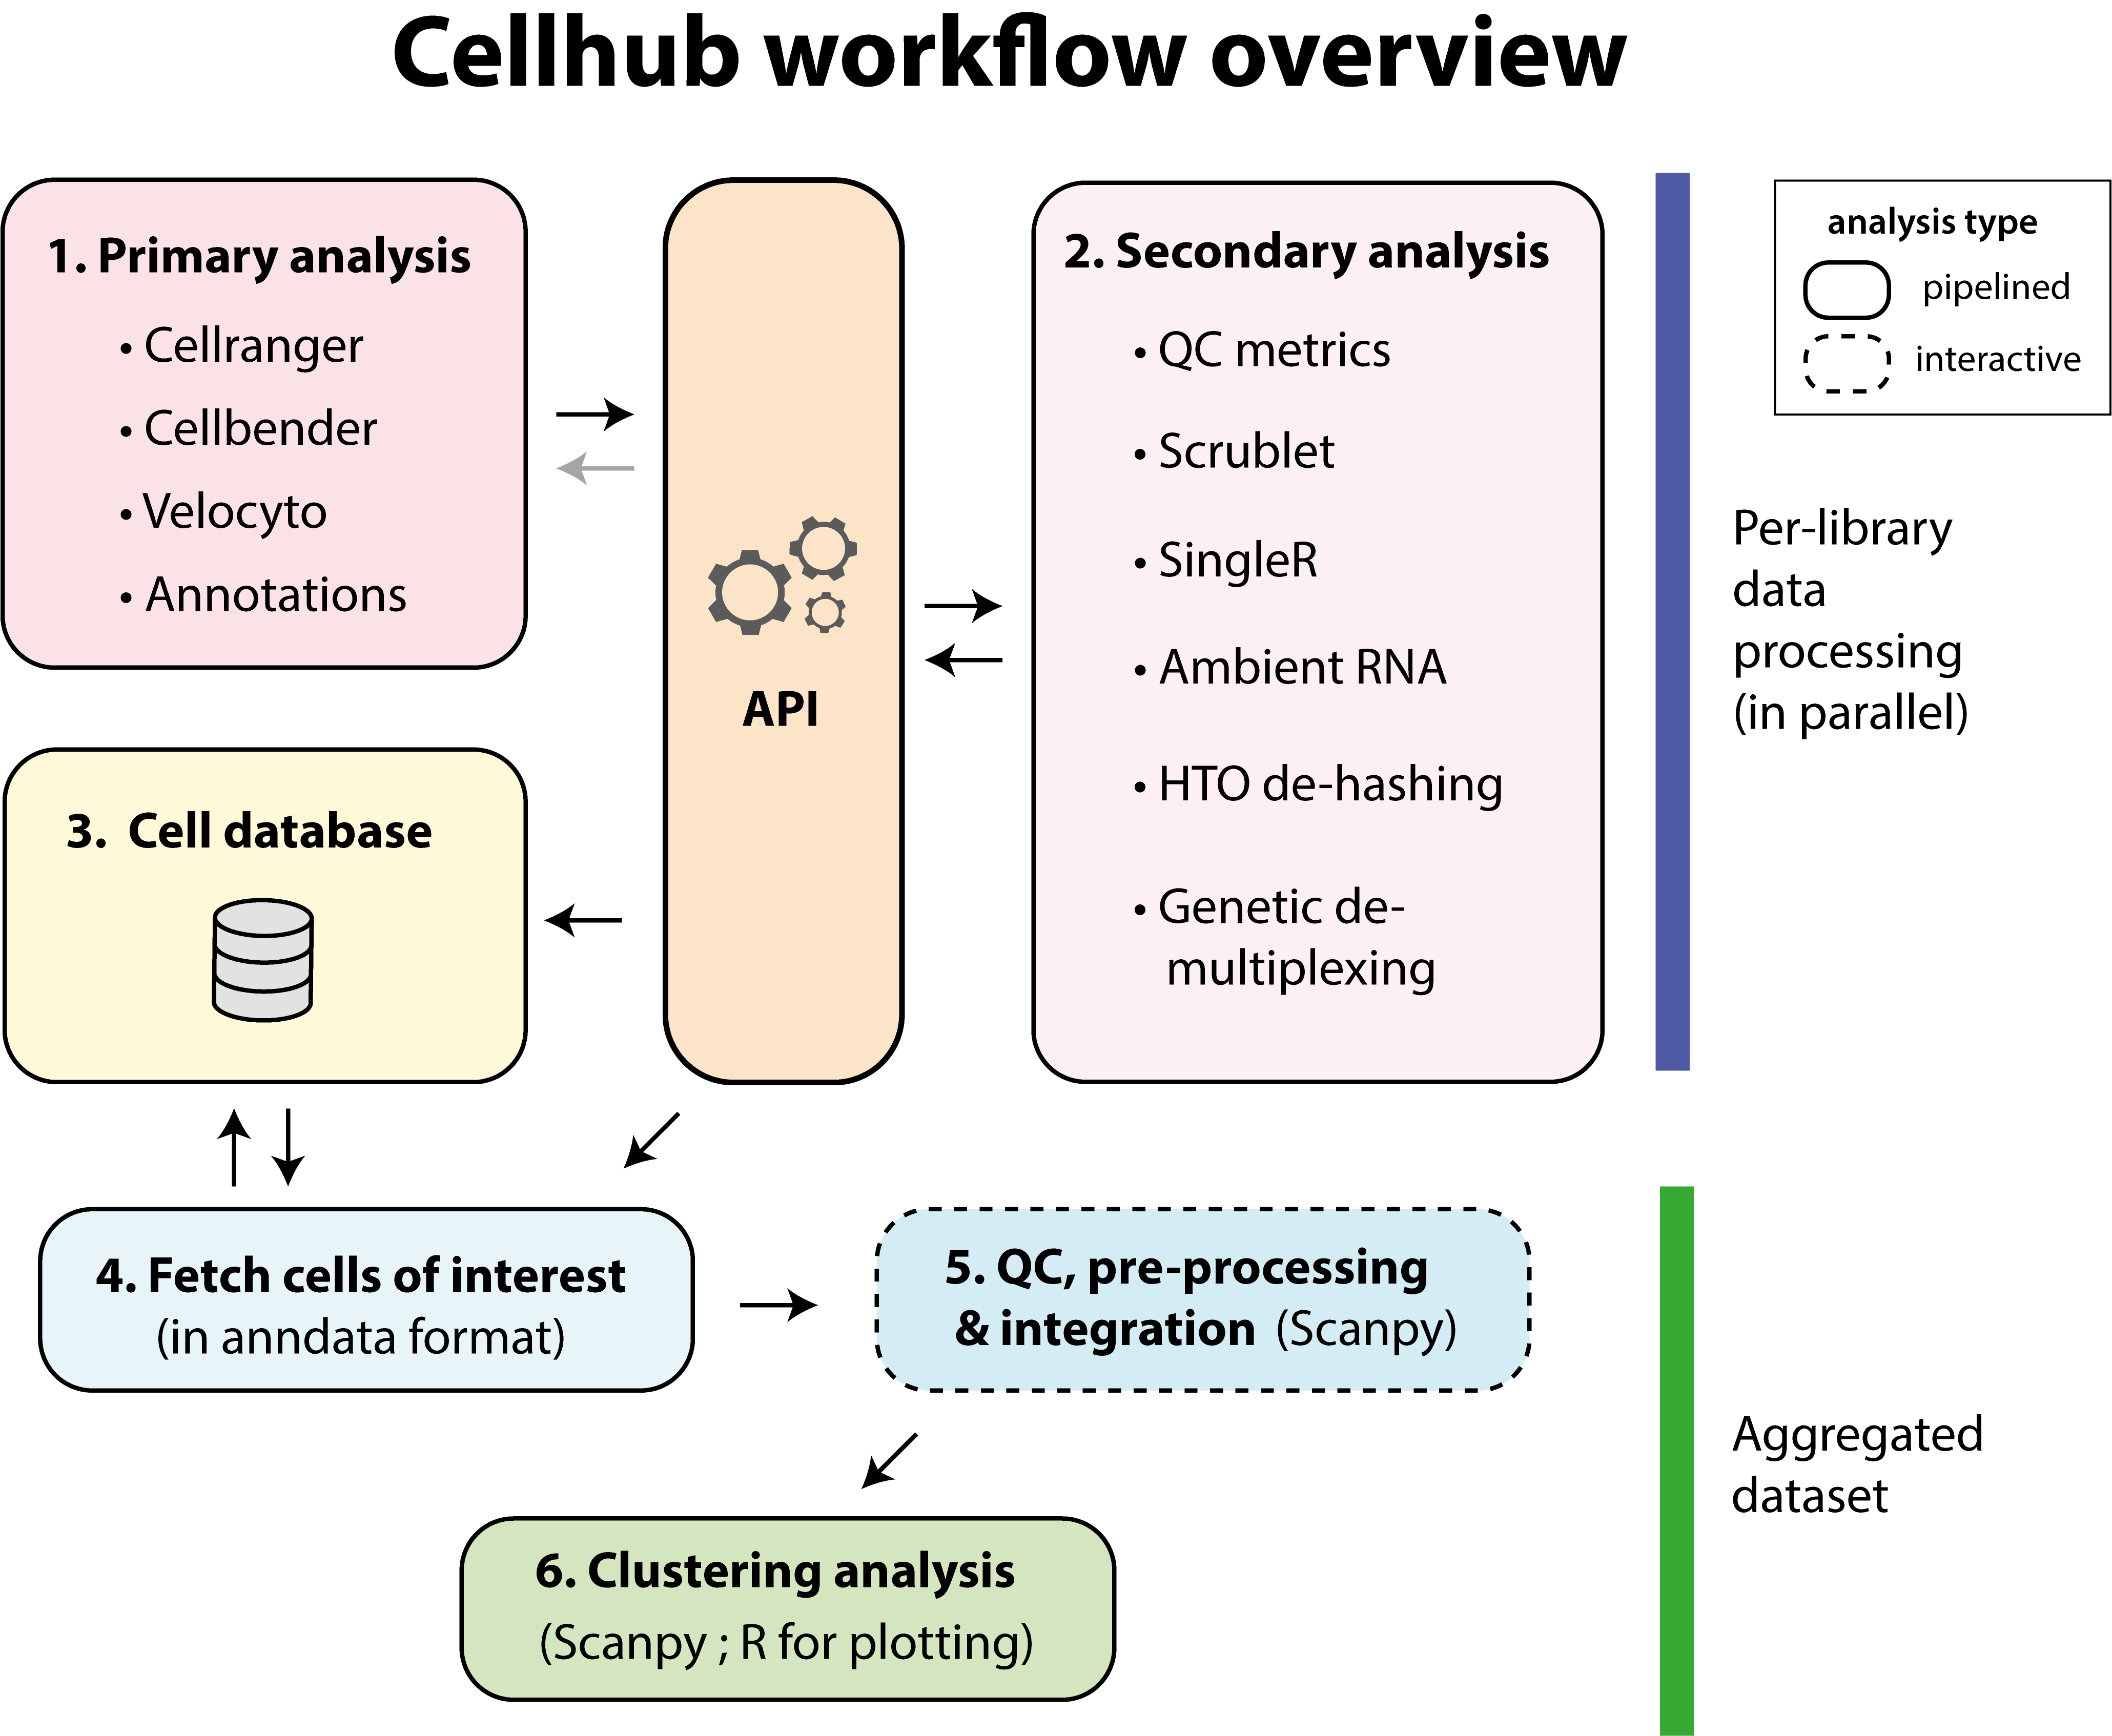 Cellhub workflow overview
1. Primary analysis
• Cellranger
• Cellbender
• Velocyto
• Annotations
API
2. Secondary analysis
• QC metrics
• Scrublet
• SingleR
• Ambient RNA
• HTO de-hashing
• Genetic de-
multiplexing
analysis type
pipelined
interactive
Per-library
data
processing
(in parallel)
3. Cell database
4. Fetch cells of interest
(in anndata format)
5. QC, pre-processing
& integration (Scanpy)
6. Clustering analysis
(Scanpy ; R for plotting)
Aggregated
dataset